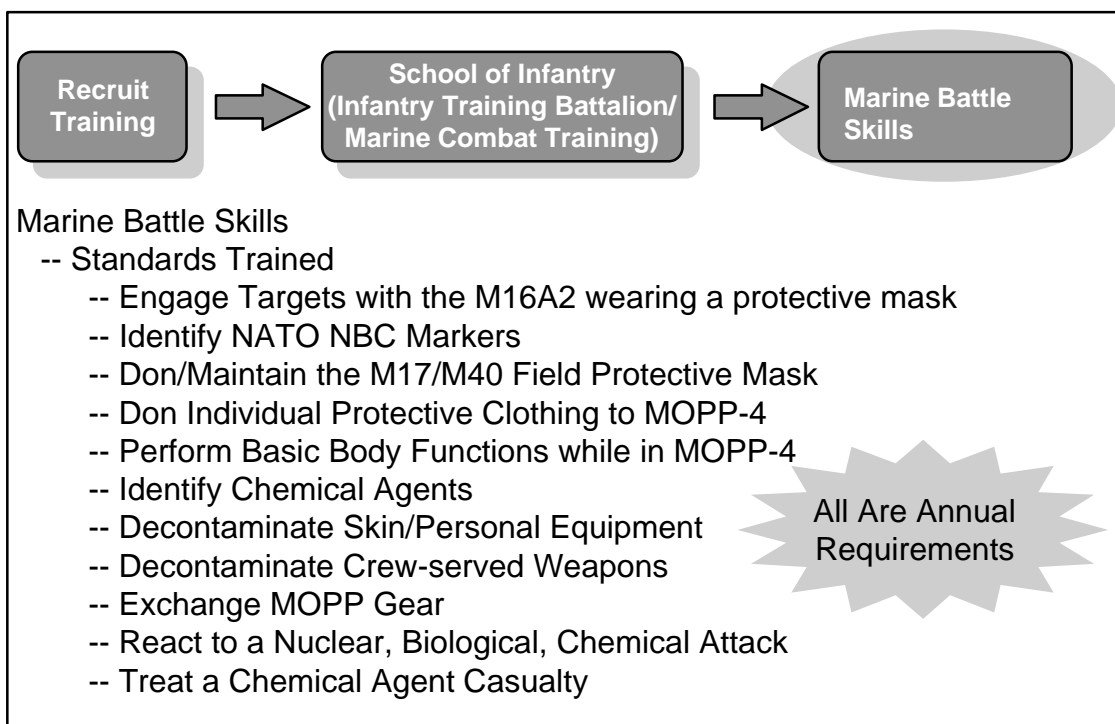 Recruit
Training
School of Infantry
(Infantry Training Battalion/
Marine Combat Training)
Marine Battle
Skills
Marine Battle Skills
-- Standards Trained
-- Engage Targets with the M16A2 wearing a protective mask
-- Identify NATO NBC Markers
-- Don/Maintain the M17/M40 Field Protective Mask
-- Don Individual Protective Clothing to MOPP-4
-- Perform Basic Body Functions while in MOPP-4
-- Identify Chemical Agents
-- Decontaminate Skin/Personal Equipment
-- Decontaminate Crew-served Weapons
-- Exchange MOPP Gear
-- React to a Nuclear, Biological, Chemical Attack
-- Treat a Chemical Agent Casualty
All Are Annual
Requirements